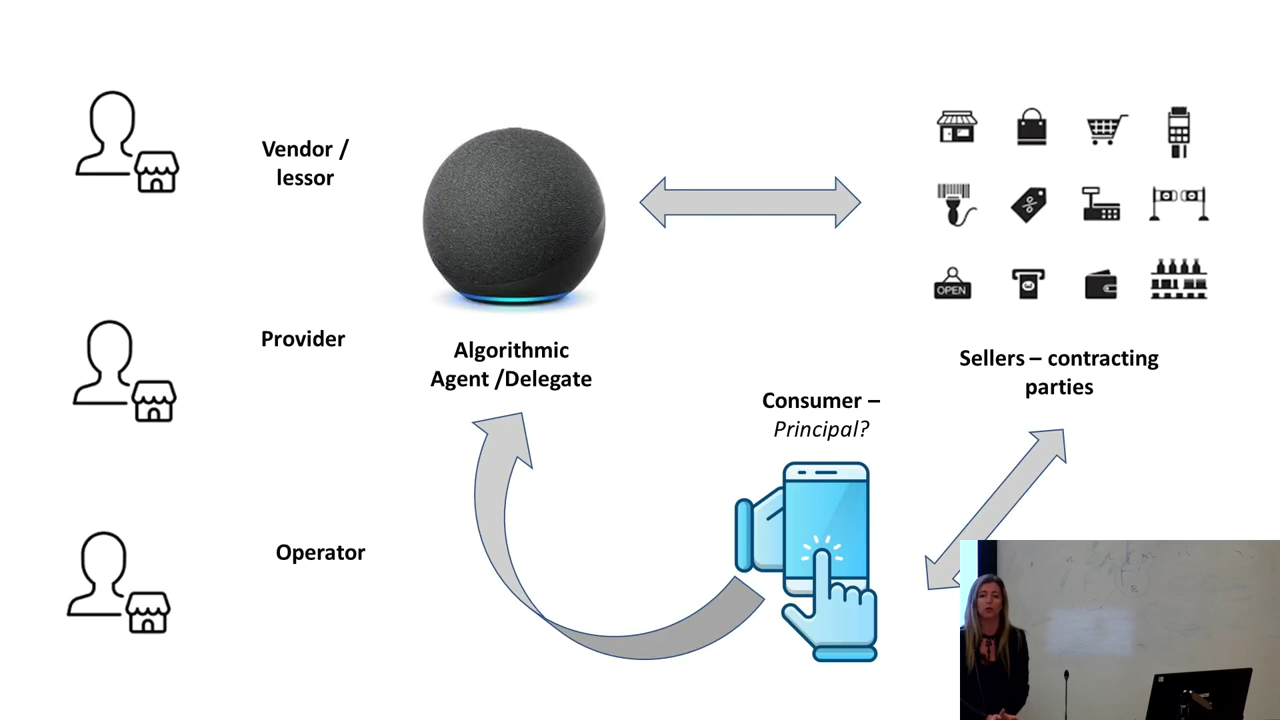 Vendor /
lessor
Provider
Operator
Algorithmic
Agent /Delegate
Consumer –
Principal?
OPEN
Sellers – contracting
parties